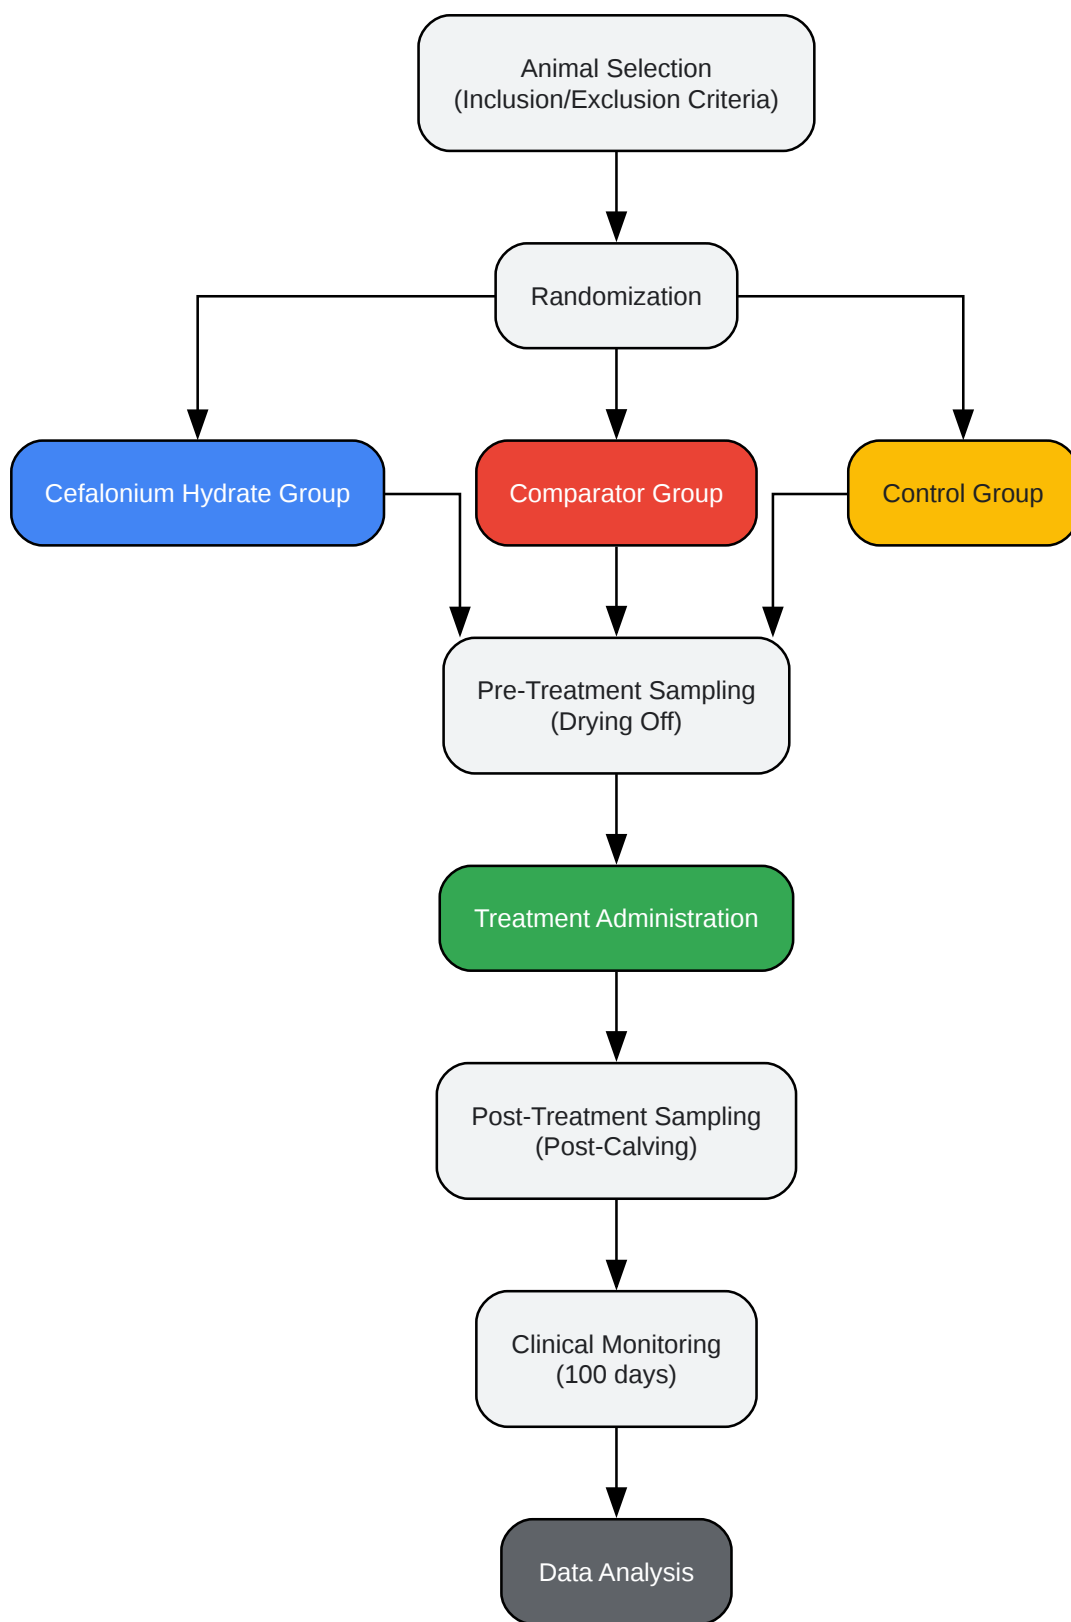 Animal Selection
(Inclusion/Exclusion Criteria)
Randomization
Cefalonium Hydrate Group
Comparator Group
Control Group
Pre-Treatment Sampling
(Drying Off)
Treatment Administration
Post-Treatment Sampling
(Post-Calving)
Clinical Monitoring
(100 days)
Data Analysis